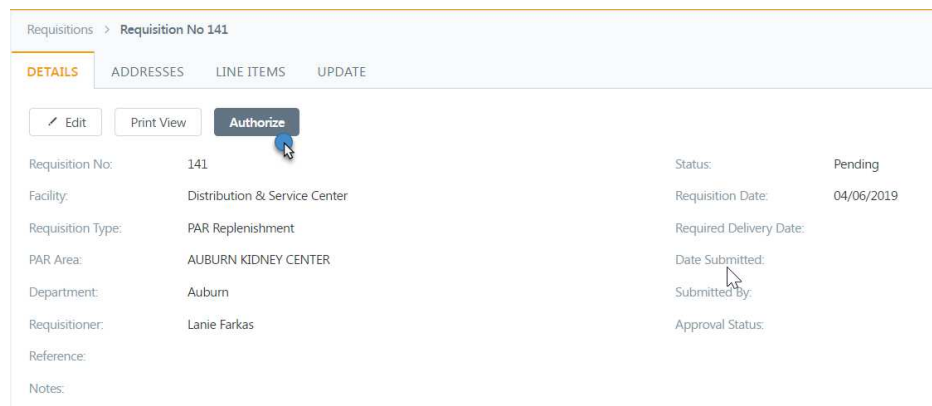 Requisitions > Requisition No 141
DETAILS ADDRESSES LINE ITEMS UPDATE
Edit Print View Authorize
Requisition No: 141 Status: Pending
Facility: Distribution & Service Center Requisition Date: 04/06/2019
Requisition Type: PAR Replenishment Required Delivery Date:
PAR Area: AUBURN KIDNEY CENTER Date Submitted:
Department: Auburn Submitted By:
Requisitioner: Lanie Farkas Approval Status:
Reference:
Notes: